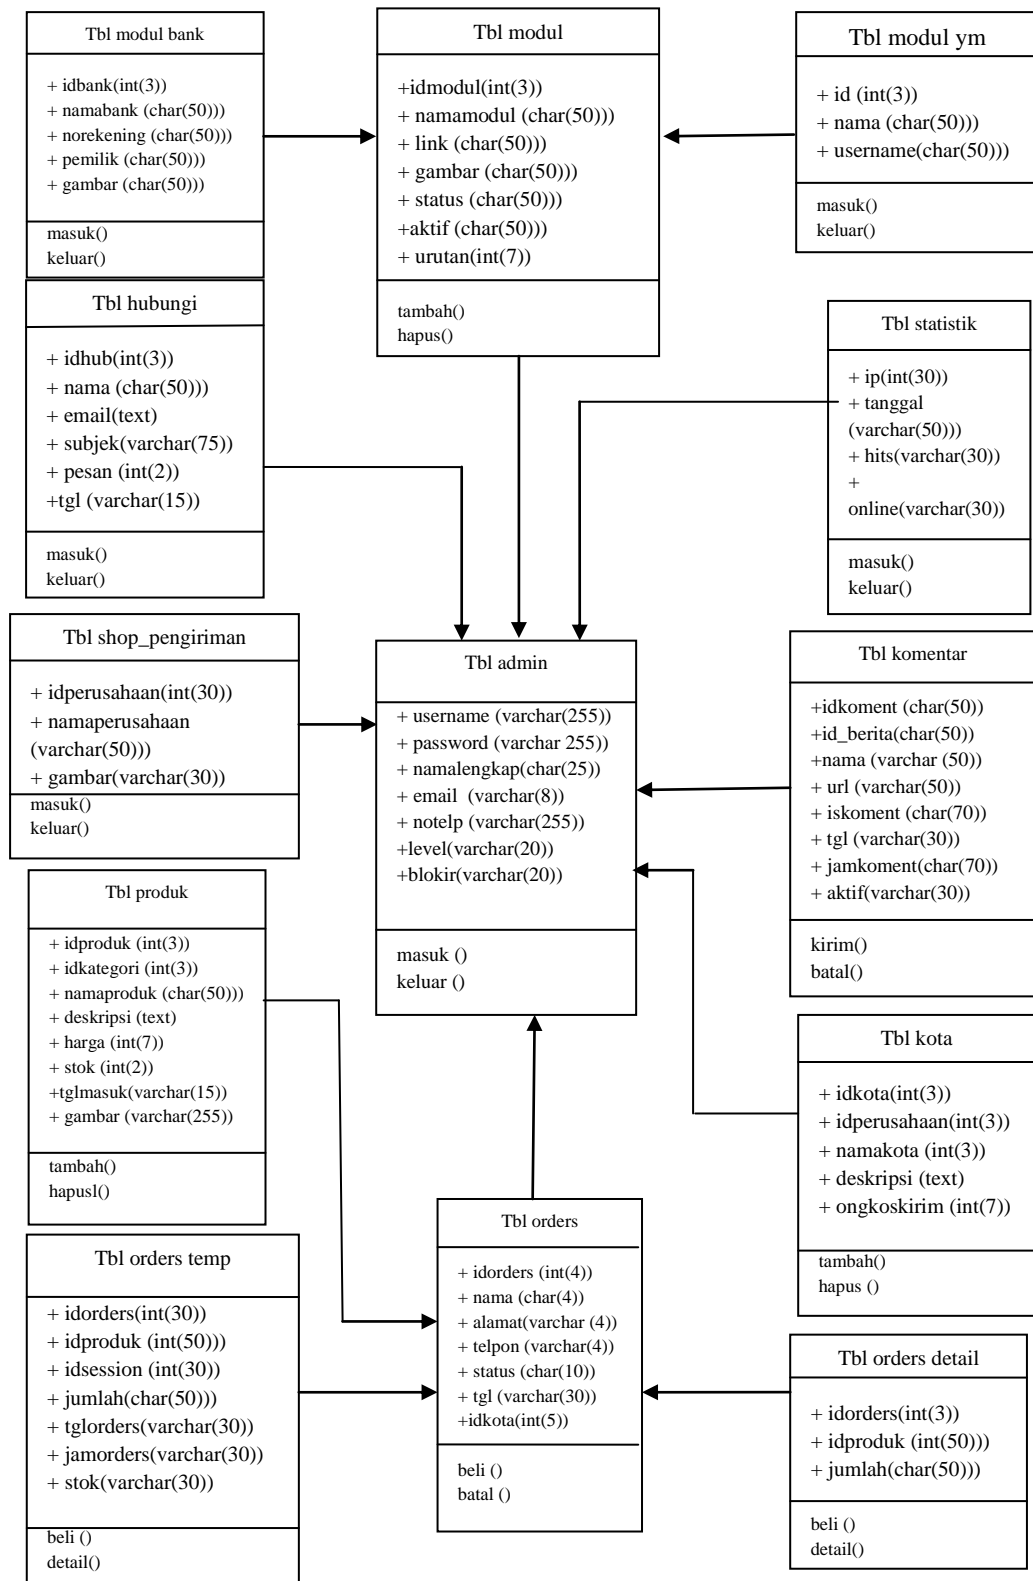 Tbl modul bank
+ idbank(int(3))
+ namabank (char(50)))
+ norekening (char(50)))
+ pemilik (char(50)))
+ gambar (char(50)))
masuk()
keluar()
Tbl modul
+idmodul(int(3))
+ namamodul (char(50)))
+ link (char(50)))
+ gambar (char(50)))
+ status (char(50)))
+aktif (char(50)))
+ urutan(int(7))
tambah()
hapus()
Tbl modul ym
+ id (int(3))
+ nama (char(50)))
+ username(char(50)))
masuk()
keluar()
Tbl hubungi
+ idhub(int(3))
+ nama (char(50)))
+ email(text)
+ subjek(varchar(75))
+ pesan (int(2))
+tgl (varchar(15))
masuk()
keluar()
Tbl statistik
+ ip(int(30))
+ tanggal
(varchar(50)))
+ hits(varchar(30))
+
online(varchar(30))
masuk()
keluar()
Tbl shop_pengiriman
+ idperusahaan(int(30))
+ namaperusahaan
(varchar(50)))
+ gambar(varchar(30))
masuk()
keluar()
Tbl admin
+ username (varchar(255))
+ password (varchar 255))
+ namalengkap(char(25))
+ email  (varchar(8))
+ notelp (varchar(255))
+level(varchar(20))
+blokir(varchar(20))
masuk ()
keluar ()
Tbl komentar
+idkoment (char(50))
+id_berita(char(50))
+nama (varchar (50))
+ url (varchar(50))
+ iskoment (char(70))
+ tgl (varchar(30))
+ jamkoment(char(70))
+ aktif(varchar(30))
kirim()
batal()
Tbl produk
+ idproduk (int(3))
+ idkategori (int(3))
+ namaproduk (char(50)))
+ deskripsi (text)
+ harga (int(7))
+ stok (int(2))
+tglmasuk(varchar(15))
+ gambar (varchar(255))
tambah()
hapusl()
Tbl kota
+ idkota(int(3))
+ idperusahaan(int(3))
+ namakota (int(3))
+ deskripsi (text)
+ ongkoskirim (int(7))
tambah()
hapus ()
Tbl orders temp
+ idorders(int(30))
+ idproduk (int(50)))
+ idsession (int(30))
+ jumlah(char(50)))
+ tglorders(varchar(30))
+ jamorders(varchar(30))
+ stok(varchar(30))
beli ()
detail()
Tbl orders
+ idorders (int(4))
+ nama (char(4))
+ alamat(varchar (4))
+ telpon (varchar(4))
+ status (char(10))
+ tgl (varchar(30))
+idkota(int(5))
beli ()
batal ()
Tbl orders detail
+ idorders(int(3))
+ idproduk (int(50)))
+ jumlah(char(50)))
beli ()
detail()